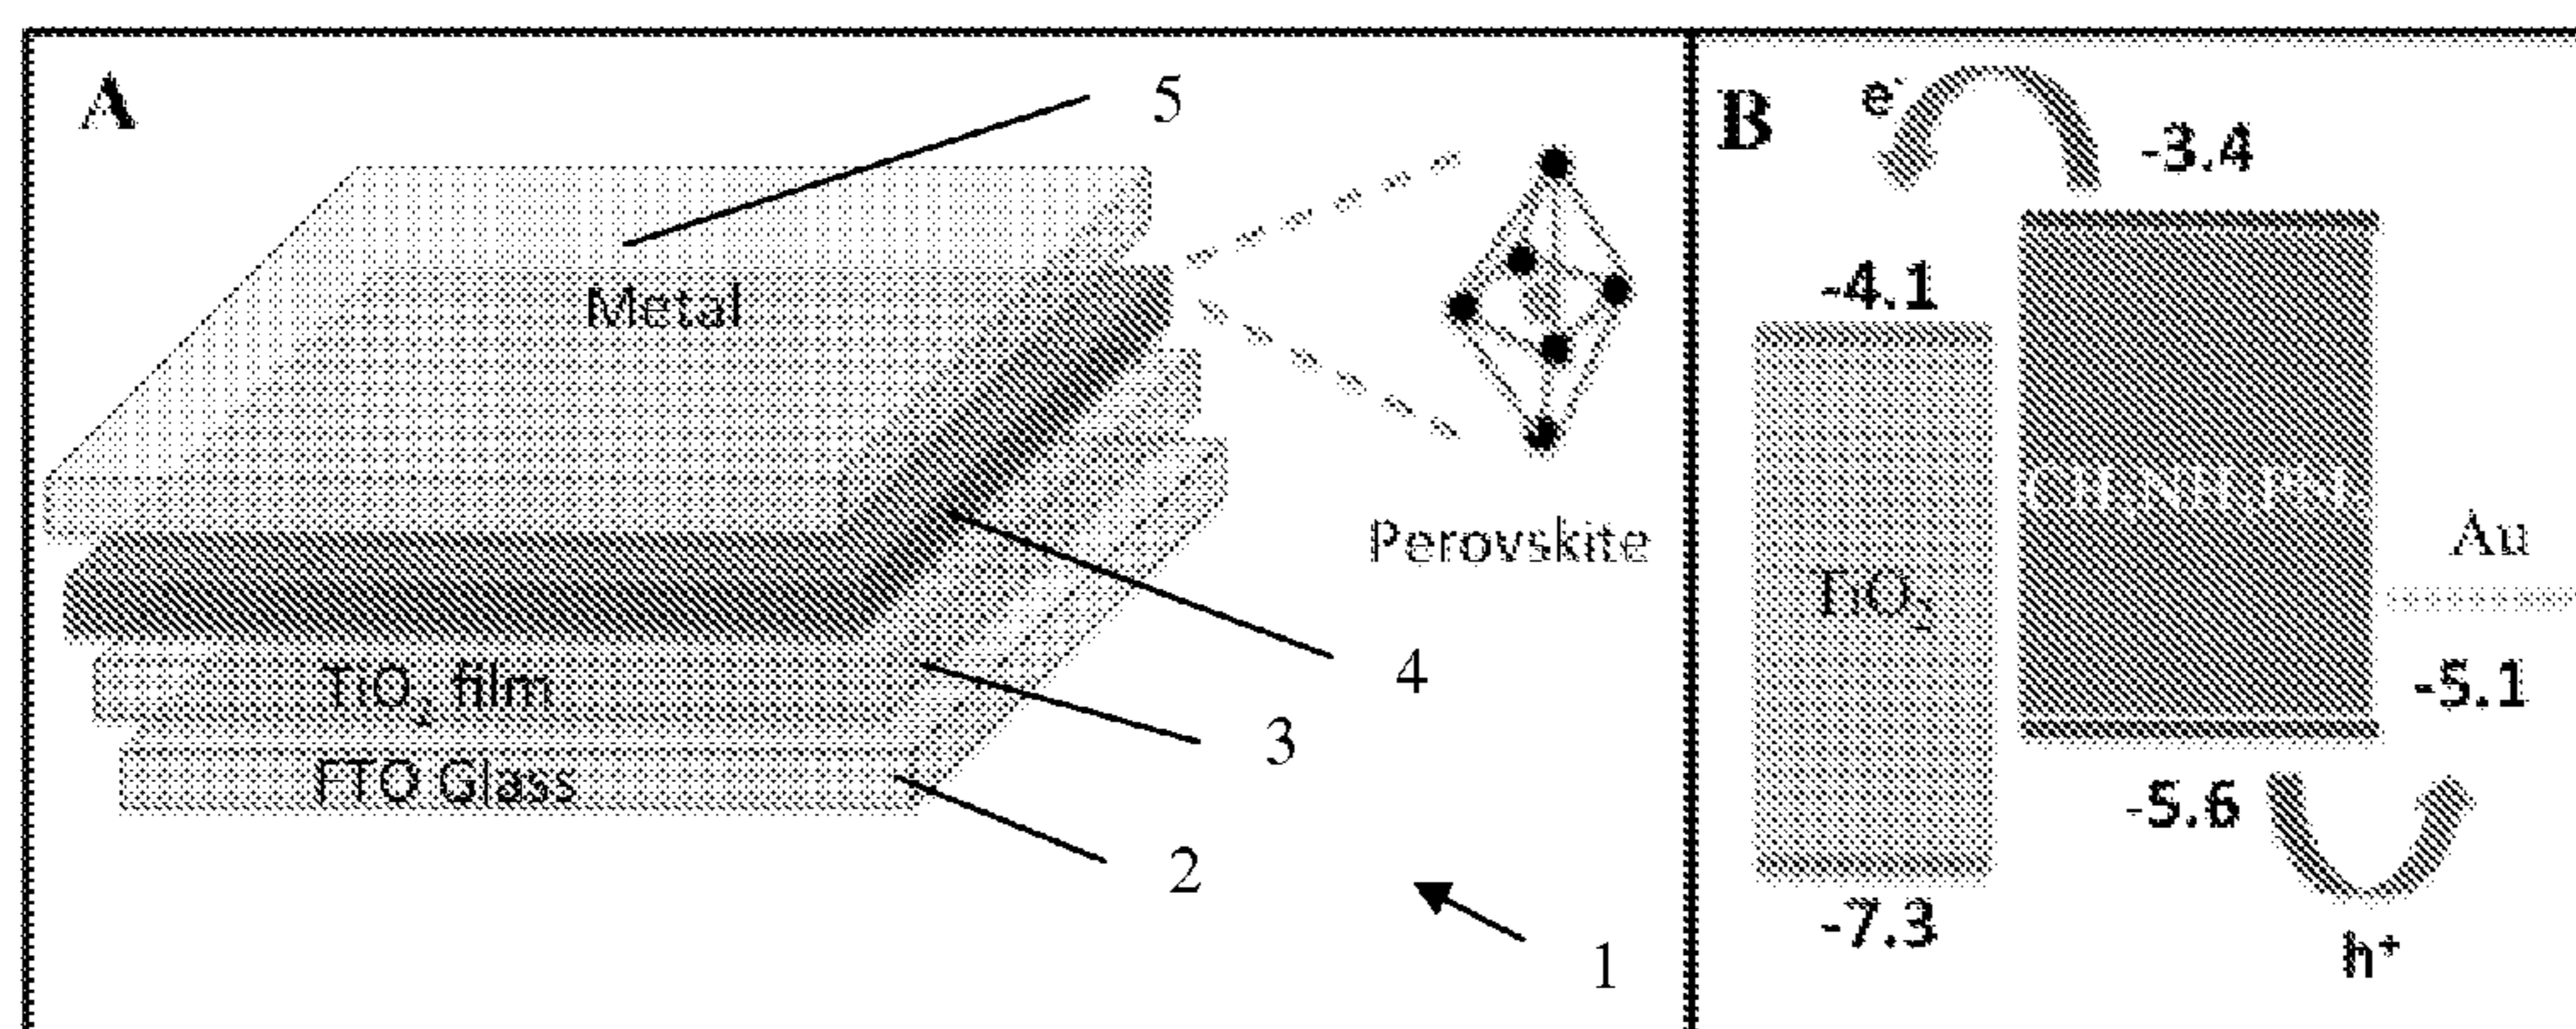 A
5
Metal
Perovskite
4
TiO2 film
3
FTO Glass
2
1
B
e-
-3.4
-4.1
TiO2
Au
-5.1
-5.6
-7.3
h+